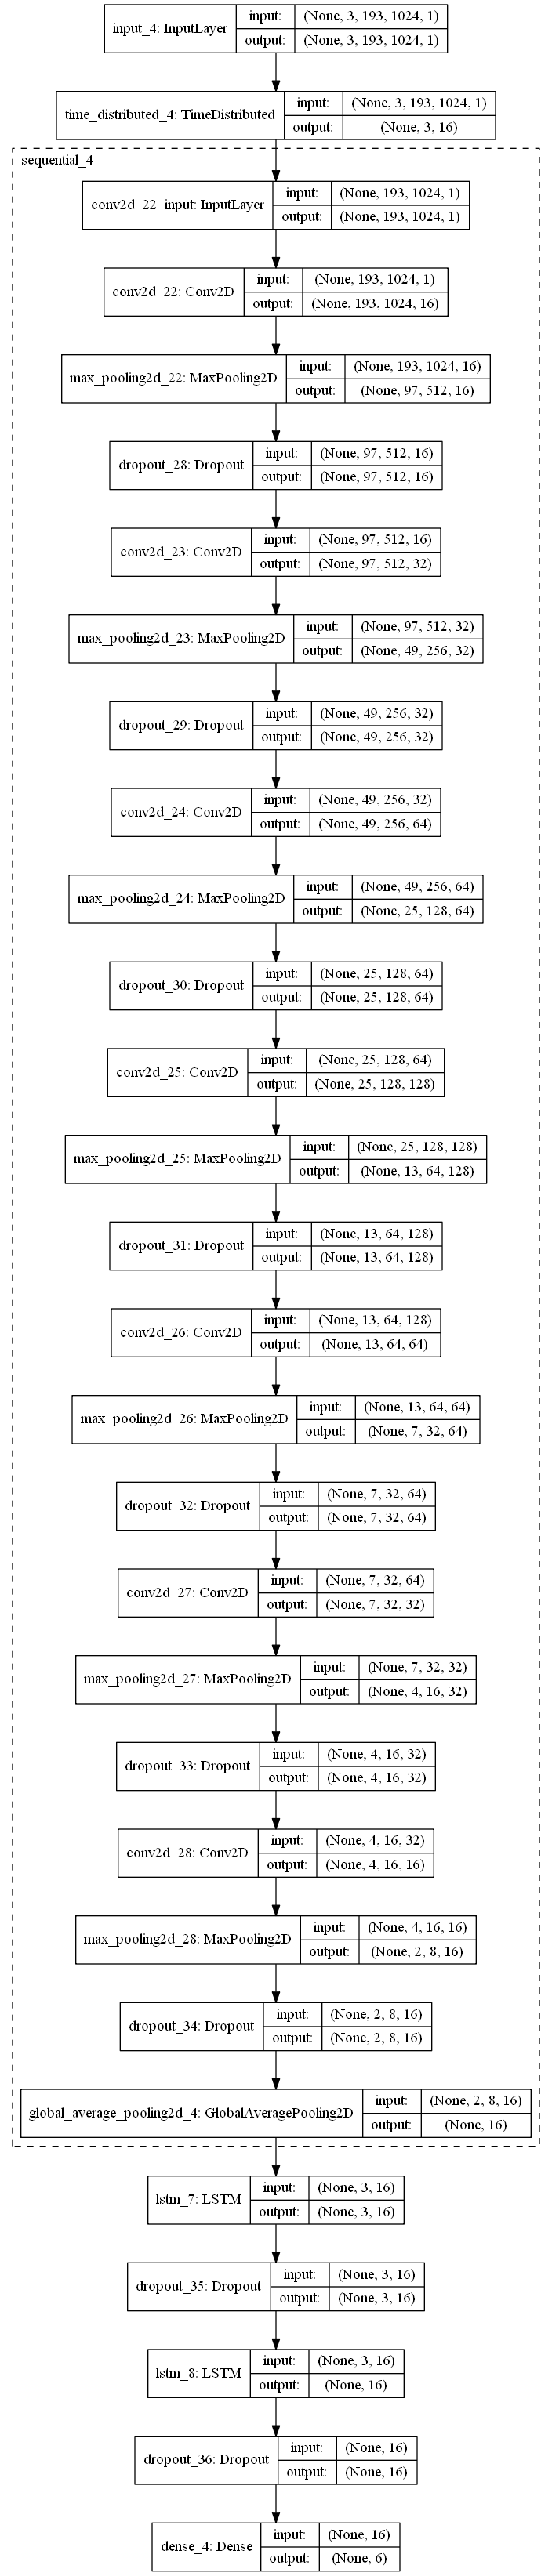 input_4: InputLayer
input: (None, 3, 193, 1024, 1)
output: (None, 3, 193, 1024, 1)
time_distributed_4: TimeDistributed
input: (None, 3, 193, 1024, 1)
output: (None, 3, 16)
sequential_4
conv2d_22_input: InputLayer
input: (None, 193, 1024, 1)
output: (None, 193, 1024, 1)
conv2d_22: Conv2D
input: (None, 193, 1024, 1)
output: (None, 193, 1024, 16)
max_pooling2d_22: MaxPooling2D
input: (None, 193, 1024, 16)
output: (None, 97, 512, 16)
dropout_28: Dropout
input: (None, 97, 512, 16)
output: (None, 97, 512, 16)
conv2d_23: Conv2D
input: (None, 97, 512, 16)
output: (None, 97, 512, 32)
max_pooling2d_23: MaxPooling2D
input: (None, 97, 512, 32)
output: (None, 49, 256, 32)
dropout_29: Dropout
input: (None, 49, 256, 32)
output: (None, 49, 256, 32)
conv2d_24: Conv2D
input: (None, 49, 256, 32)
output: (None, 49, 256, 64)
max_pooling2d_24: MaxPooling2D
input: (None, 49, 256, 64)
output: (None, 25, 128, 64)
dropout_30: Dropout
input: (None, 25, 128, 64)
output: (None, 25, 128, 64)
conv2d_25: Conv2D
input: (None, 25, 128, 64)
output: (None, 25, 128, 128)
max_pooling2d_25: MaxPooling2D
input: (None, 25, 128, 128)
output: (None, 13, 64, 128)
dropout_31: Dropout
input: (None, 13, 64, 128)
output: (None, 13, 64, 128)
conv2d_26: Conv2D
input: (None, 13, 64, 128)
output: (None, 13, 64, 64)
max_pooling2d_26: MaxPooling2D
input: (None, 13, 64, 64)
output: (None, 7, 32, 64)
dropout_32: Dropout
input: (None, 7, 32, 64)
output: (None, 7, 32, 64)
conv2d_27: Conv2D
input: (None, 7, 32, 64)
output: (None, 7, 32, 32)
max_pooling2d_27: MaxPooling2D
input: (None, 7, 32, 32)
output: (None, 4, 16, 32)
dropout_33: Dropout
input: (None, 4, 16, 32)
output: (None, 4, 16, 32)
conv2d_28: Conv2D
input: (None, 4, 16, 32)
output: (None, 4, 16, 16)
max_pooling2d_28: MaxPooling2D
input: (None, 4, 16, 16)
output: (None, 2, 8, 16)
dropout_34: Dropout
input: (None, 2, 8, 16)
output: (None, 2, 8, 16)
global_average_pooling2d_4: GlobalAveragePooling2D
input: (None, 2, 8, 16)
output: (None, 16)
lstm_7: LSTM
input: (None, 3, 16)
output: (None, 3, 16)
dropout_35: Dropout
input: (None, 3, 16)
output: (None, 3, 16)
lstm_8: LSTM
input: (None, 3, 16)
output: (None, 16)
dropout_36: Dropout
input: (None, 16)
output: (None, 16)
dense_4: Dense
input: (None, 16)
output: (None, 6)